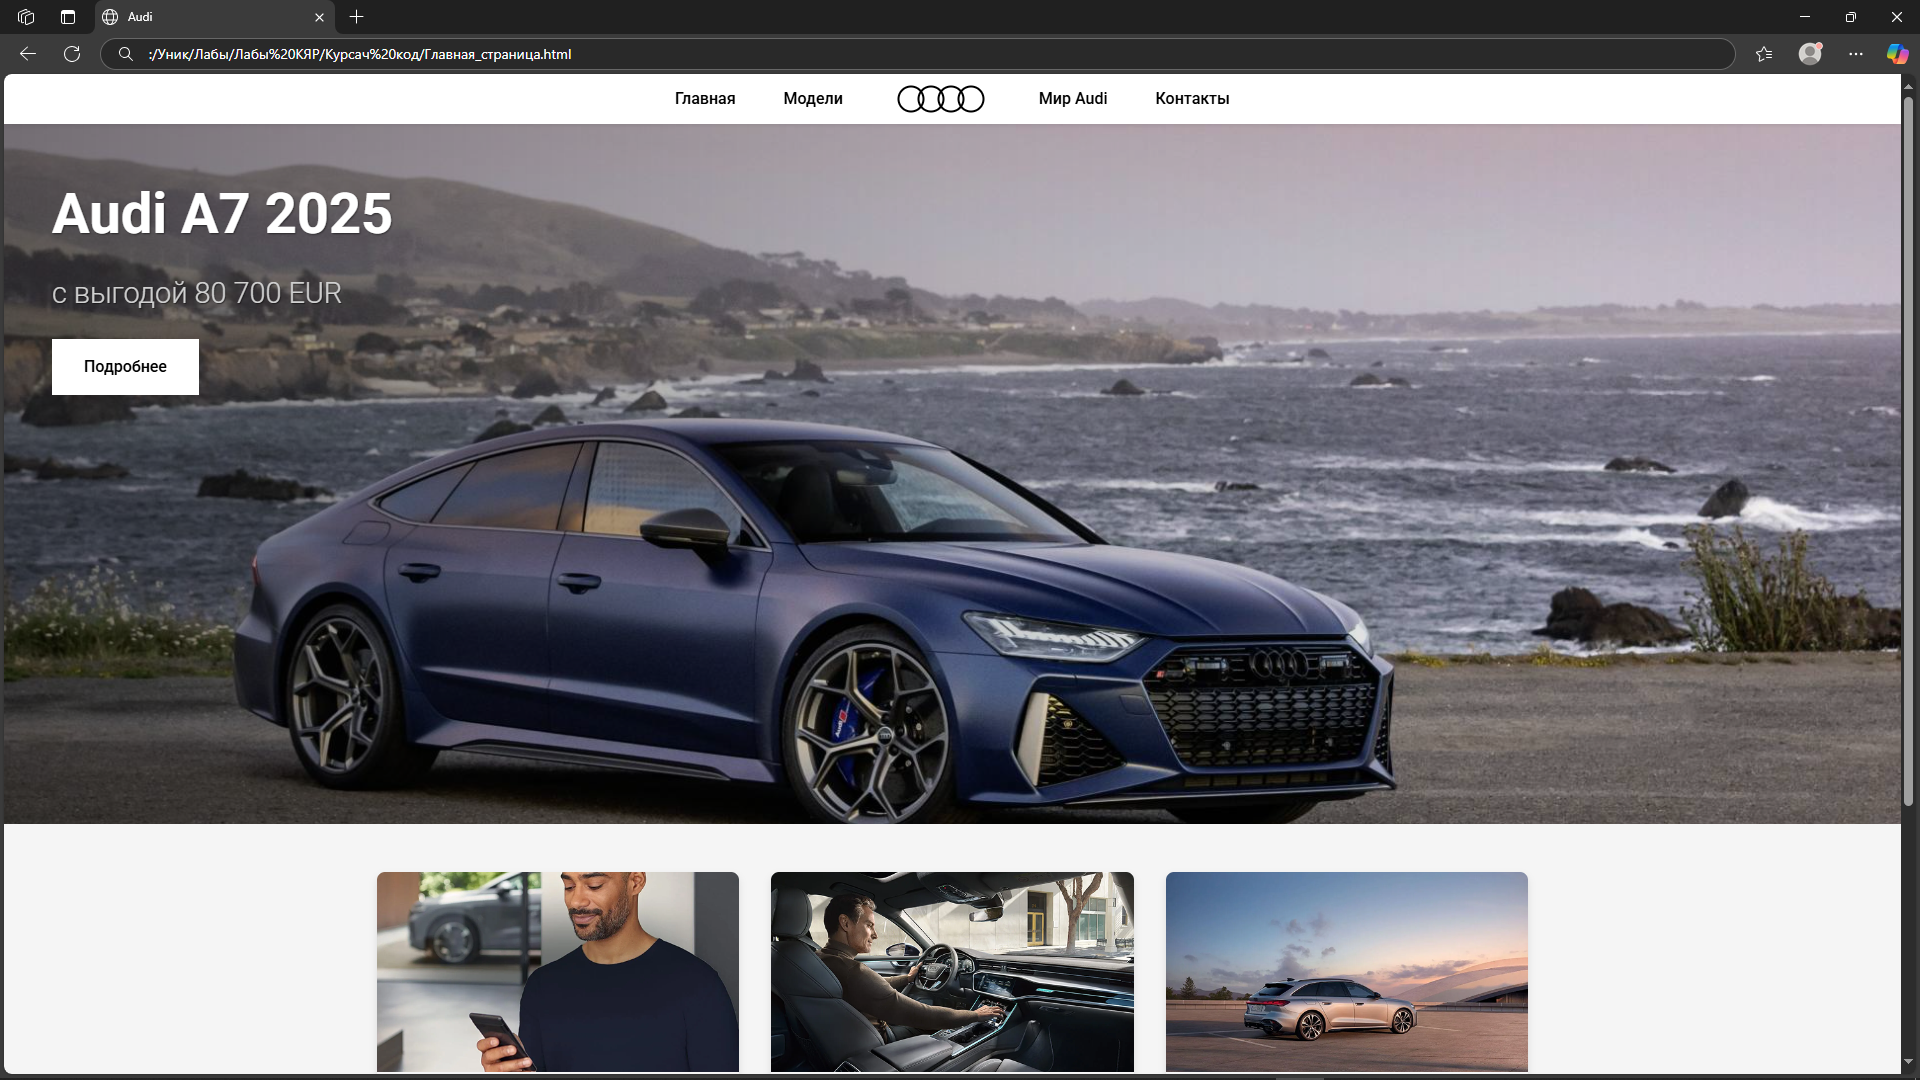 Audi
:/Уник/Лабы/Лабы%20КЯР/Курсач%20код/Главная_страница.html
Главная
Модели
Мир Audi
Контакты
Audi A7 2025
с выгодой 80 700 EUR
Подробнее